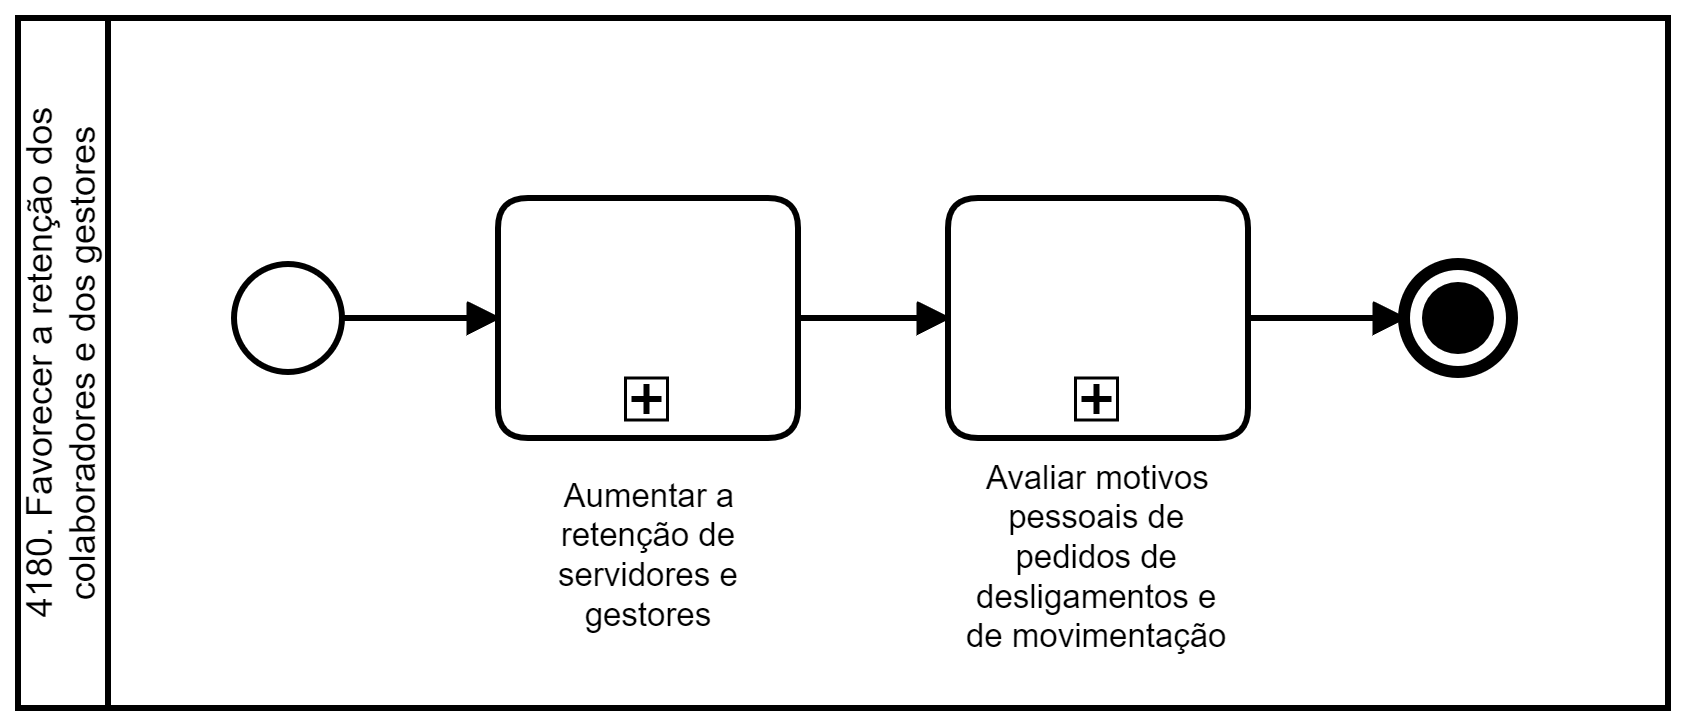 4180. Favorecer a retenção dos
colaboradores e dos gestores
Aumentar a
retenção de
servidores e
gestores
Avaliar motivos
pessoais de
pedidos de
desligamentos e
de movimentação